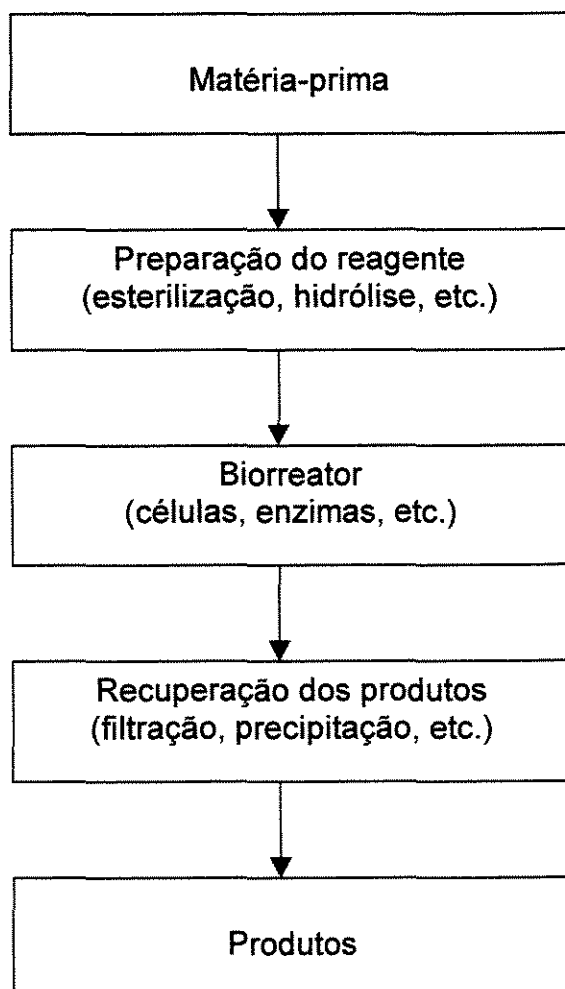 Matéria-prima
Preparação do reagente
(esterilização, hidrólise, etc.)
Biorreator
(células, enzimas, etc.)
Recuperação dos produtos
(filtração, precipitação, etc.)
Produtos